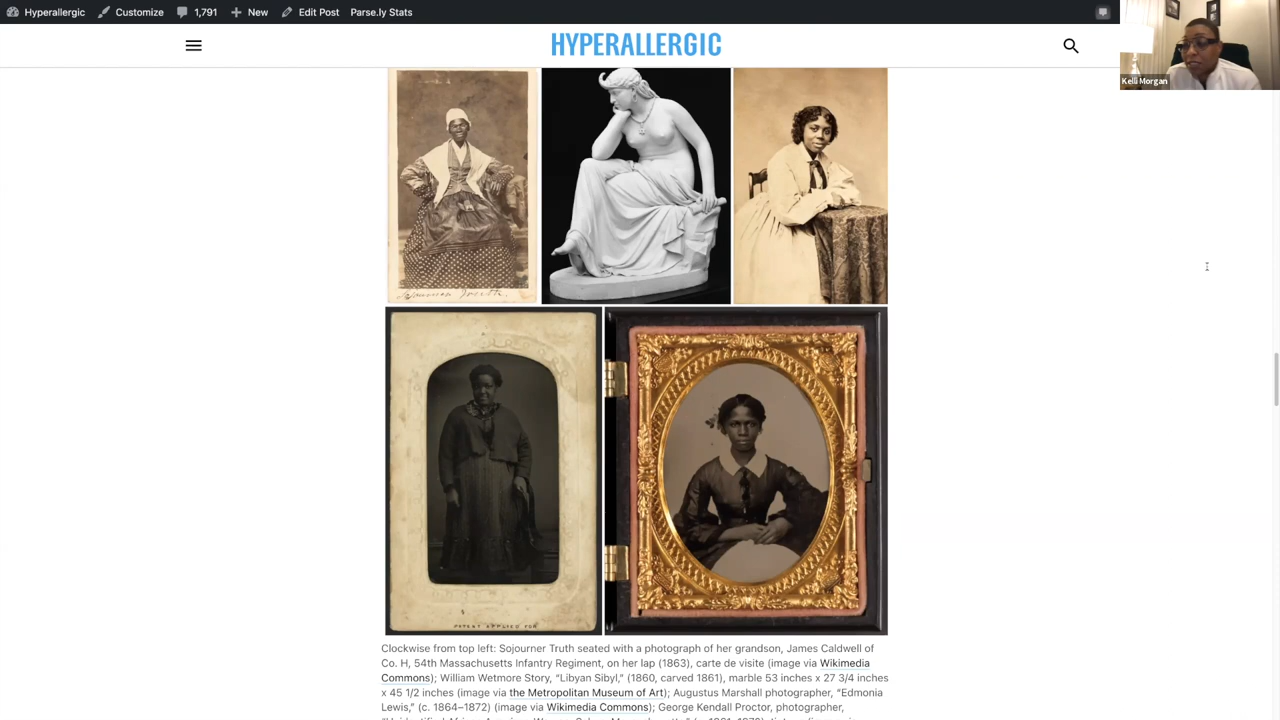 Hyperallergic Customize 1,791 New Edit Post Parse.ly Stats
Kelli Morgan
HYPERALLERGIC
PATENT APPLIED FOR
Clockwise from top left: Sojourner Truth seated with a photograph of her grandson, James Caldwell of
Co. H, 54th Massachusetts Infantry Regiment, on her lap (1863), carte de visite (image via Wikimedia
Commons); William Wetmore Story, “Libyan Sibyl,” (1860, carved 1861), marble 53 inches x 27 3/4 inches
x 45 1/2 inches (image via the Metropolitan Museum of Art); Augustus Marshall photographer, “Edmonia
Lewis,” (c. 1864–1872) (image via Wikimedia Commons); George Kendall Proctor, photographer,